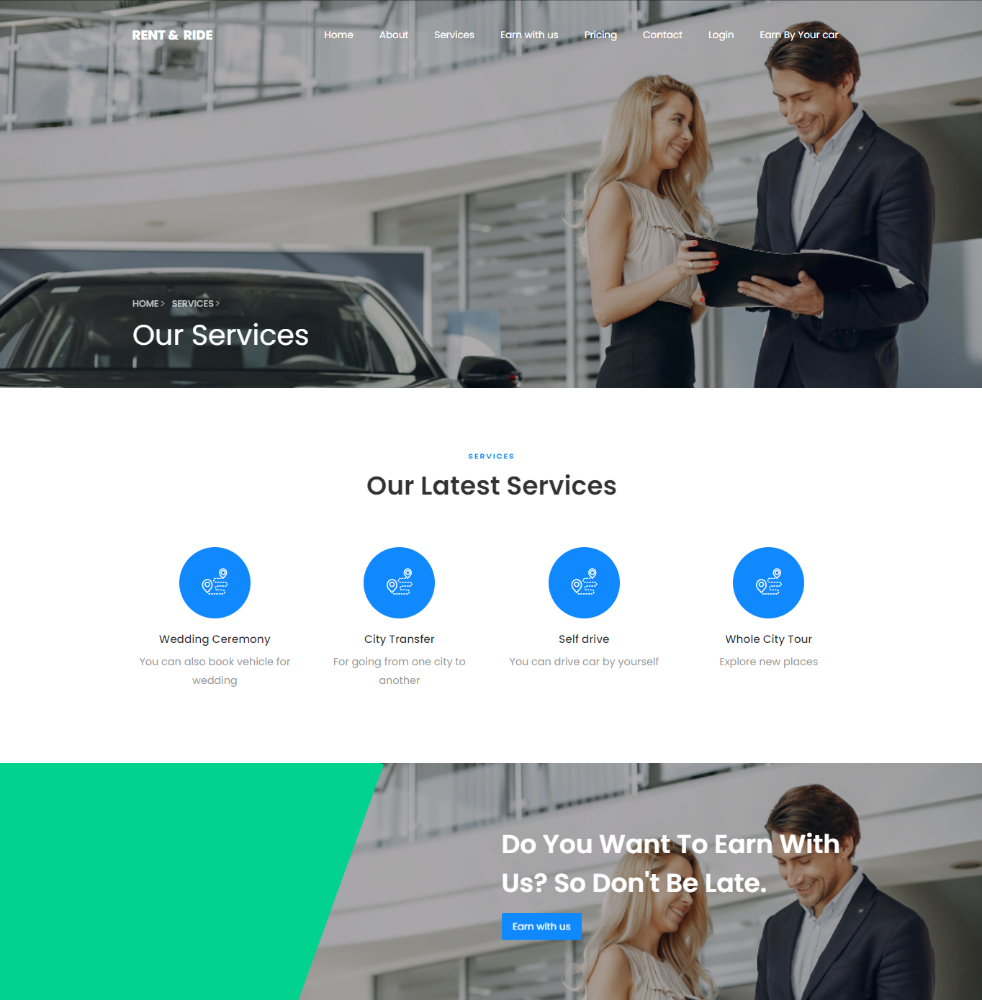 RENT & RIDE
Home About Services Earn with us Pricing Contact Login Earn By Your car
HOME > SERVICES >
Our Services
SERVICES
Our Latest Services
Wedding Ceremony
You can also book vehicle for
wedding
City Transfer
For going from one city to
another
Self drive
You can drive car by yourself
Whole City Tour
Explore new places
Do You Want To Earn With
Us? So Don't Be Late.
Earn with us